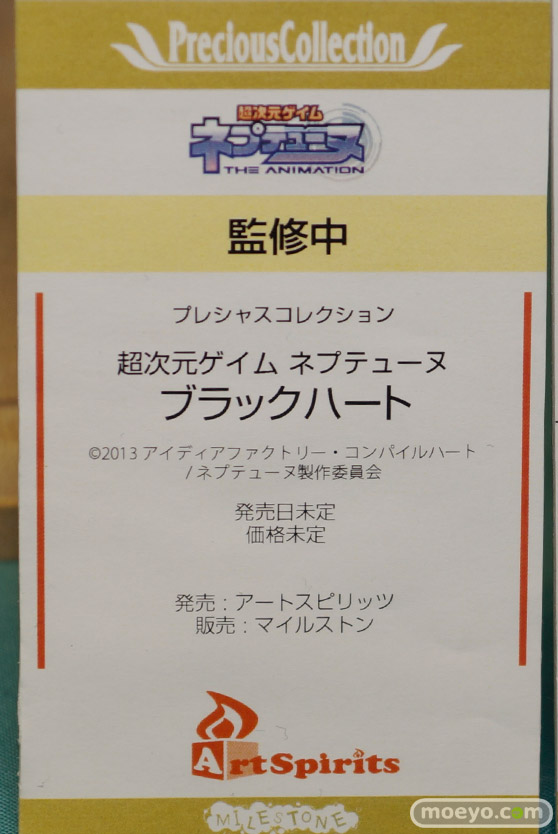 PreciousCollection
超次元ゲイム
ネプテューヌ
THE ANIMATION
監修中
プレシャスコレクション
超次元ゲイム ネプテューヌ
ブラックハート
©2013 アイディアファクトリー・コンパイルハート
/ ネプテューヌ製作委員会
発売日未定
価格未定
発売：アートスピリッツ
販売：マイルストン
ArtSpirits
MILESTONE
moeyo.com